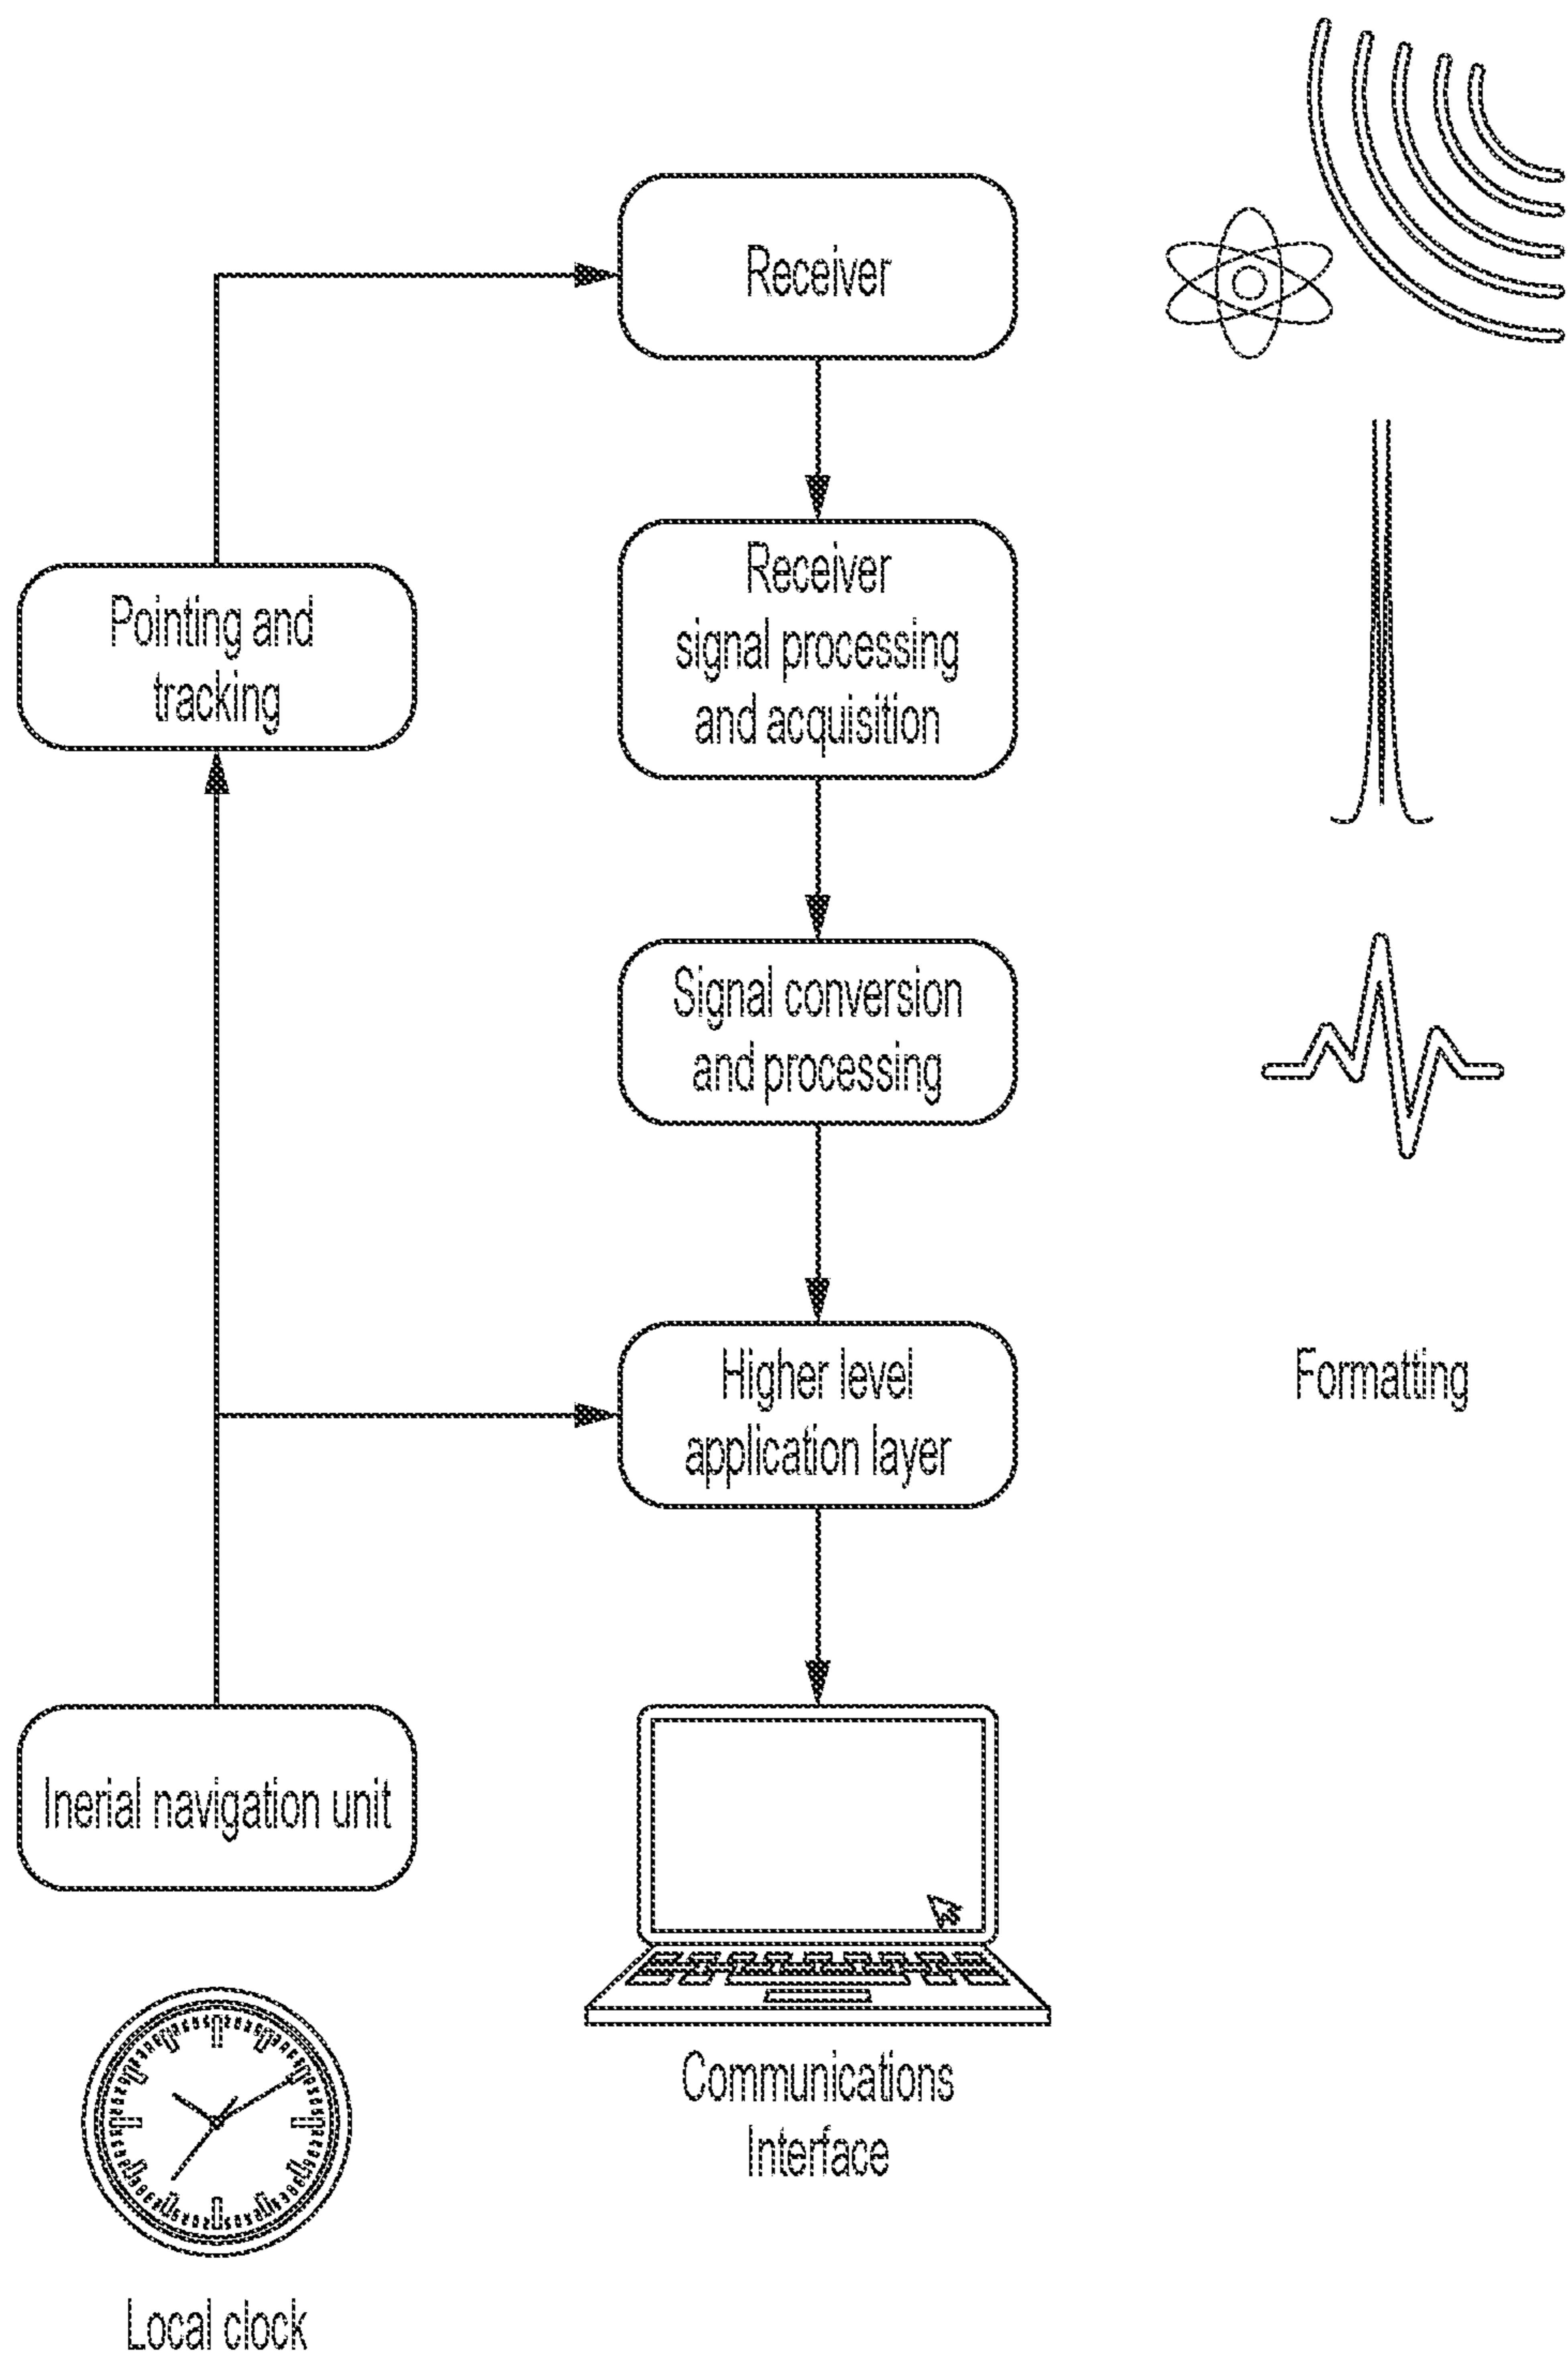 Receiver
Pointing and
tracking
Receiver
signal processing
and acquisition
Signal conversion
and processing
Higher level
application layer
Formatting
Inerial navigation unit
Communications
Interface
Local clock